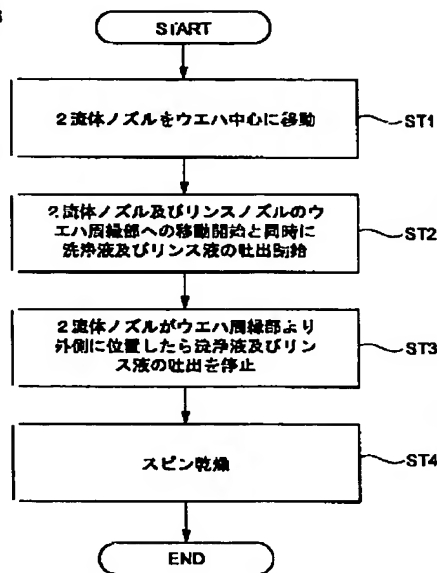 START
2流体ノズルをウエハ中心に移動
ST1
2流体ノズル及びリンスノズルのウ
エハ周縁部への移動開始と同時に
洗浄液及びリンス液の吐出開始
ST2
2流体ノズルがウエハ周縁部より
外側に位置したら洗浄液及びリン
ス液の吐出を停止
ST3
スピン乾燥
ST4
END